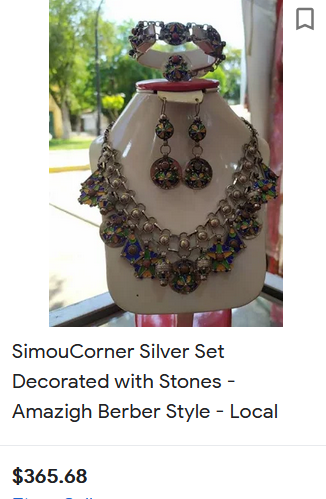 SimouCorner Silver Set
Decorated with Stones -
Amazigh Berber Style - Local
$365.68